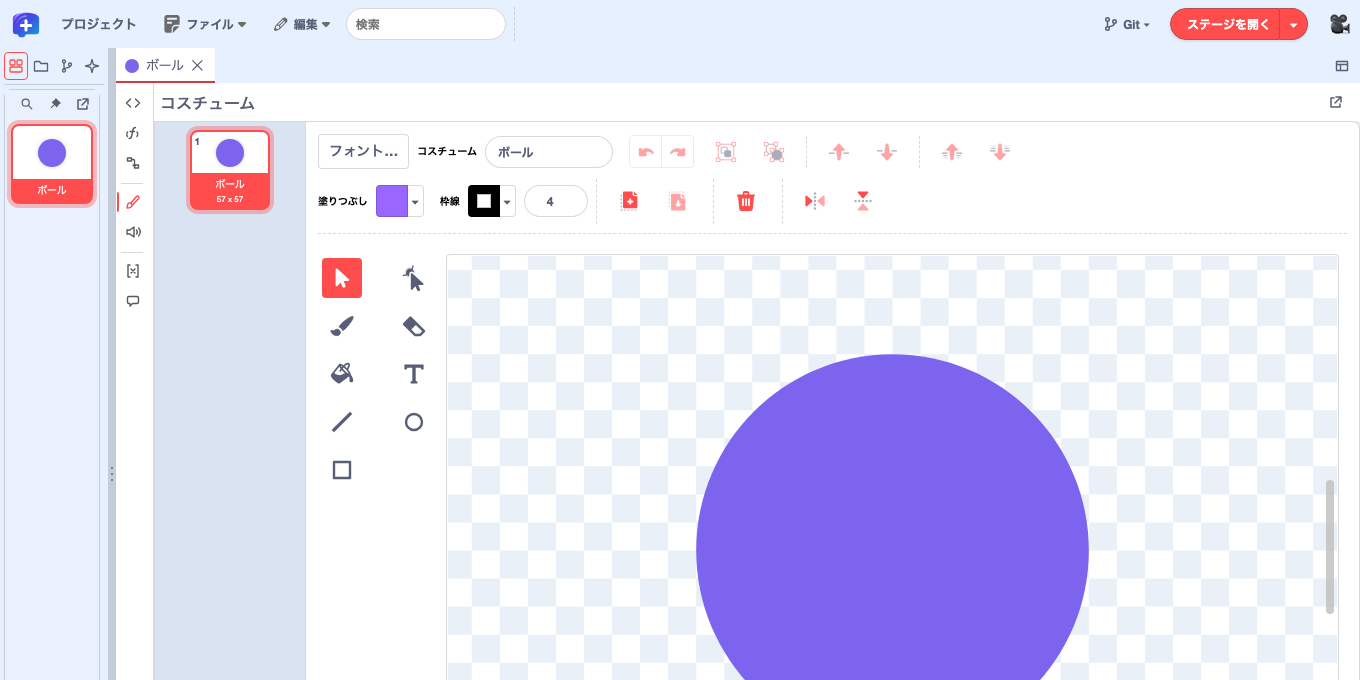 プロジェクト ファイル 編集 検索 Git ステージを開く
ボール
コスチューム
ボール
1
ボール
57 x 57
フォント... コスチューム ボール
塗りつぶし 枠線 4